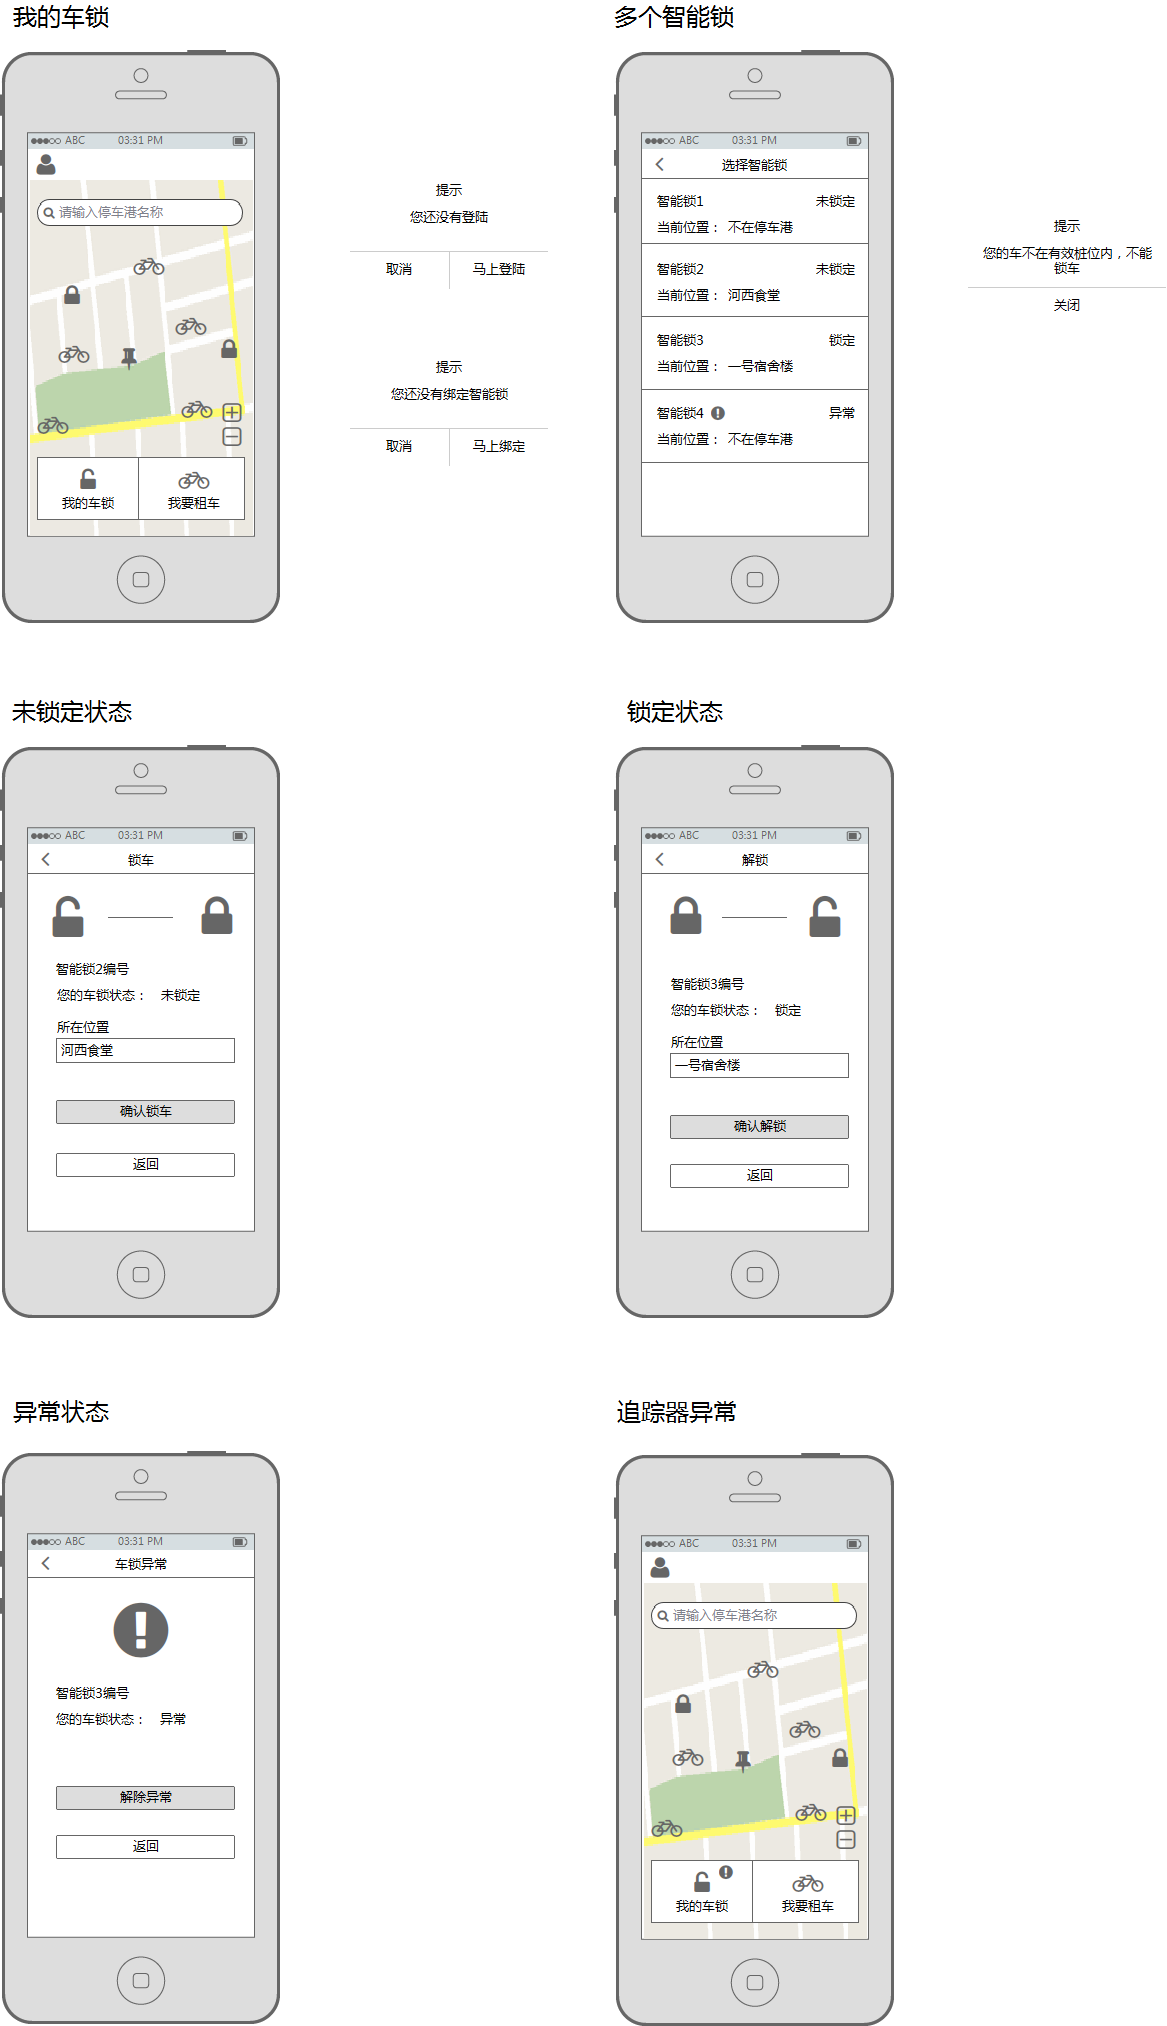 我的车锁
●●●○○ ABC 03:31 PM
请输入停车港名称
我的车锁 我要租车
提示
您还没有登陆
取消 马上登陆
提示
您还没有绑定智能锁
取消 马上绑定
多个智能锁
●●●○○ ABC 03:31 PM
选择智能锁
智能锁1 未锁定
当前位置： 不在停车港
智能锁2 未锁定
当前位置： 河西食堂
智能锁3 锁定
当前位置： 一号宿舍楼
智能锁4 异常
当前位置： 不在停车港
提示
您的车不在有效桩位内，不能
锁车
关闭
未锁定状态
●●●○○ ABC 03:31 PM
锁车
智能锁2编号
您的车锁状态： 未锁定
所在位置
河西食堂
确认锁车
返回
锁定状态
●●●○○ ABC 03:31 PM
解锁
智能锁3编号
您的车锁状态： 锁定
所在位置
一号宿舍楼
确认解锁
返回
异常状态
●●●○○ ABC 03:31 PM
车锁异常
智能锁3编号
您的车锁状态： 异常
解除异常
返回
追踪器异常
●●●○○ ABC 03:31 PM
请输入停车港名称
我的车锁 我要租车